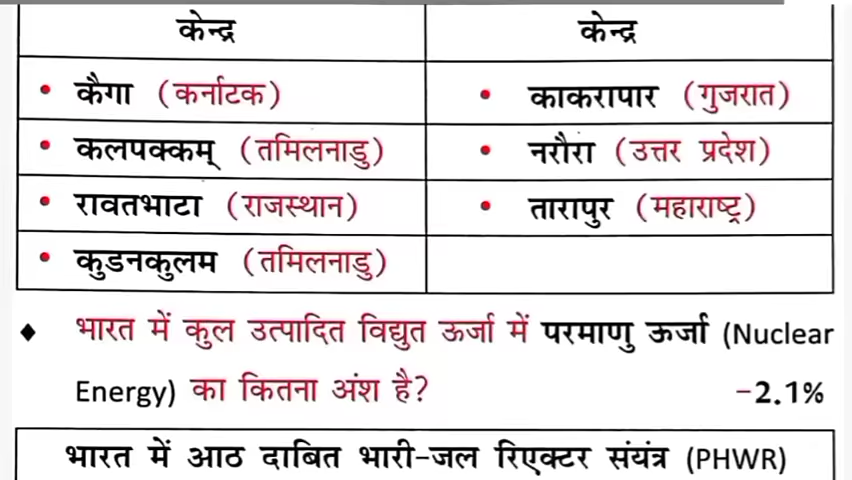 केन्द्र केन्द्र
• कैगा (कर्नाटक) • काकरापार (गुजरात)
• कलपक्कम् (तमिलनाडु) • नरौरा (उत्तर प्रदेश)
• रावतभाटा (राजस्थान) • तारापुर (महाराष्ट्र)
• कुडनकुलम (तमिलनाडु)
♦ भारत में कुल उत्पादित विद्युत ऊर्जा में परमाणु ऊर्जा (Nuclear
Energy) का कितना अंश है? –2.1%
भारत में आठ दाबित भारी-जल रिएक्टर संयंत्र (PHWR)